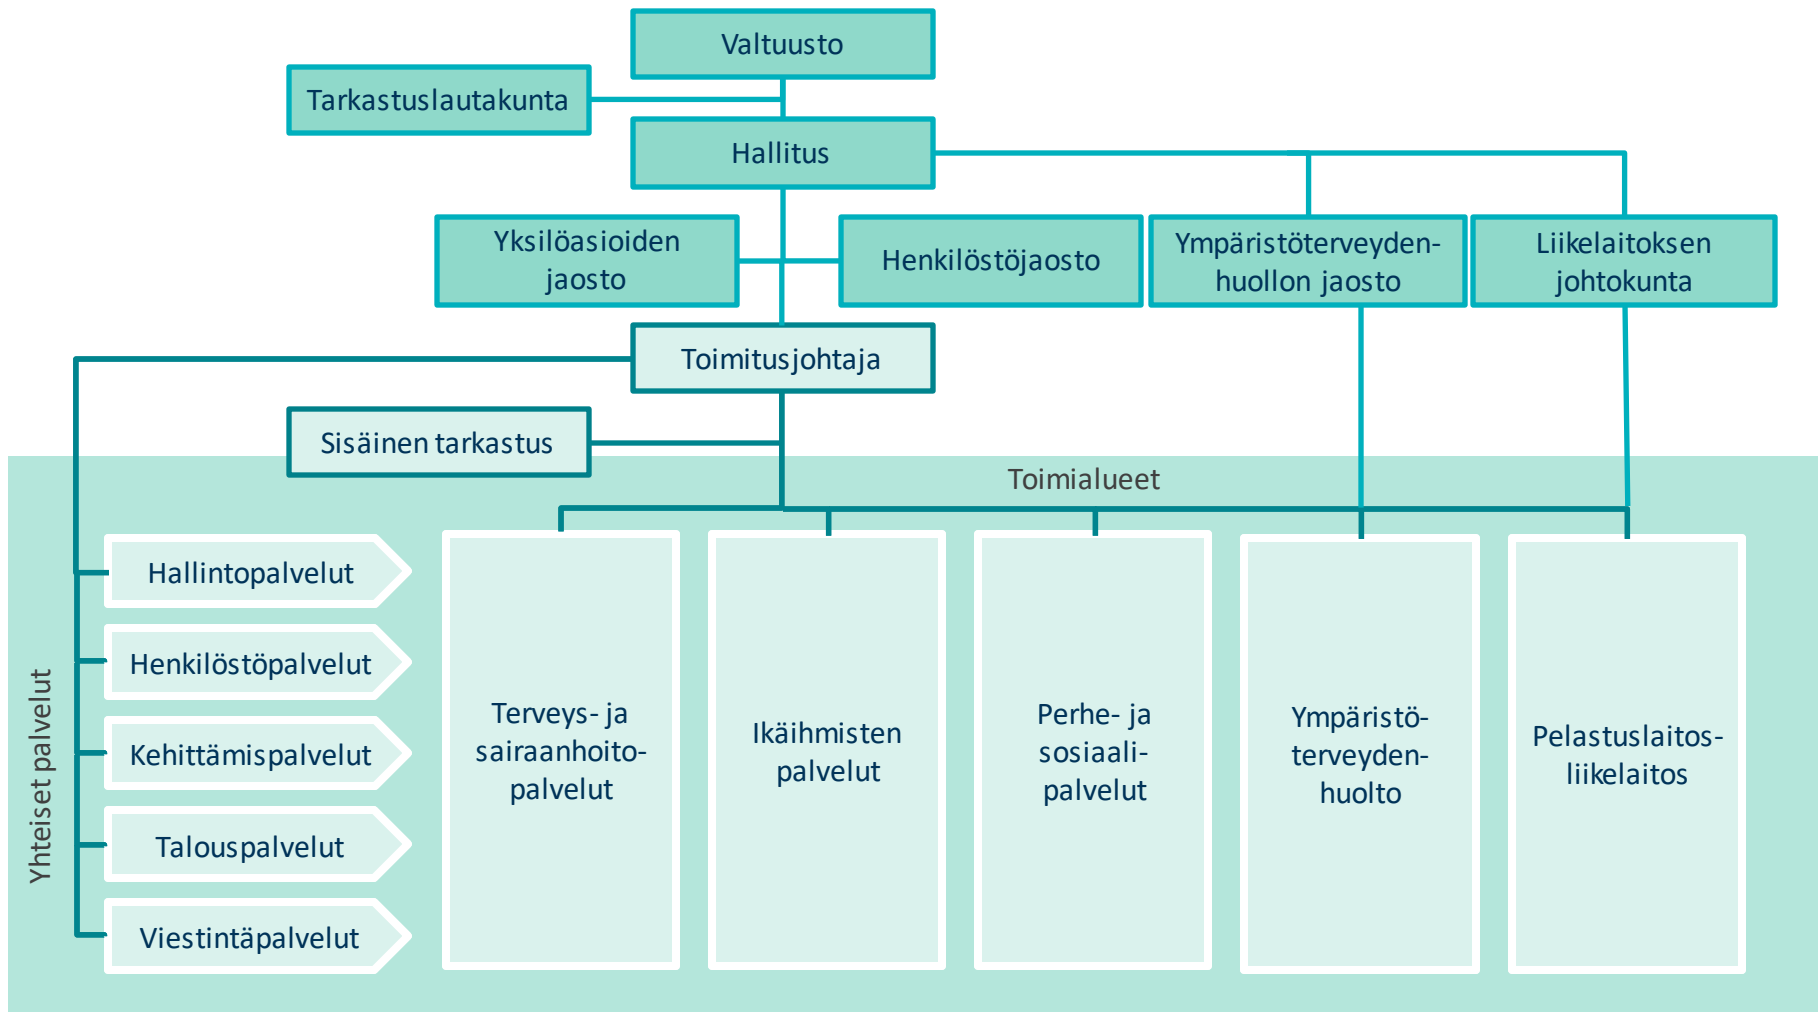 Valtuusto
Tarkastuslautakunta
Hallitus
Yksilöasioiden
jaosto
Henkilöstöjaosto
Ympäristöterveyden-
huollon jaosto
Liikelaitoksen
johtokunta
Toimitusjohtaja
Sisäinen tarkastus
Toimialueet
Yhteiset palvelut
Hallintopalvelut
Henkilöstöpalvelut
Kehittämispalvelut
Talouspalvelut
Viestintäpalvelut
Terveys- ja
sairaanhoito-
palvelut
Ikäihmisten
palvelut
Perhe- ja
sosiaali-
palvelut
Ympäristö-
terveyden-
huolto
Pelastuslaitos-
liikelaitos